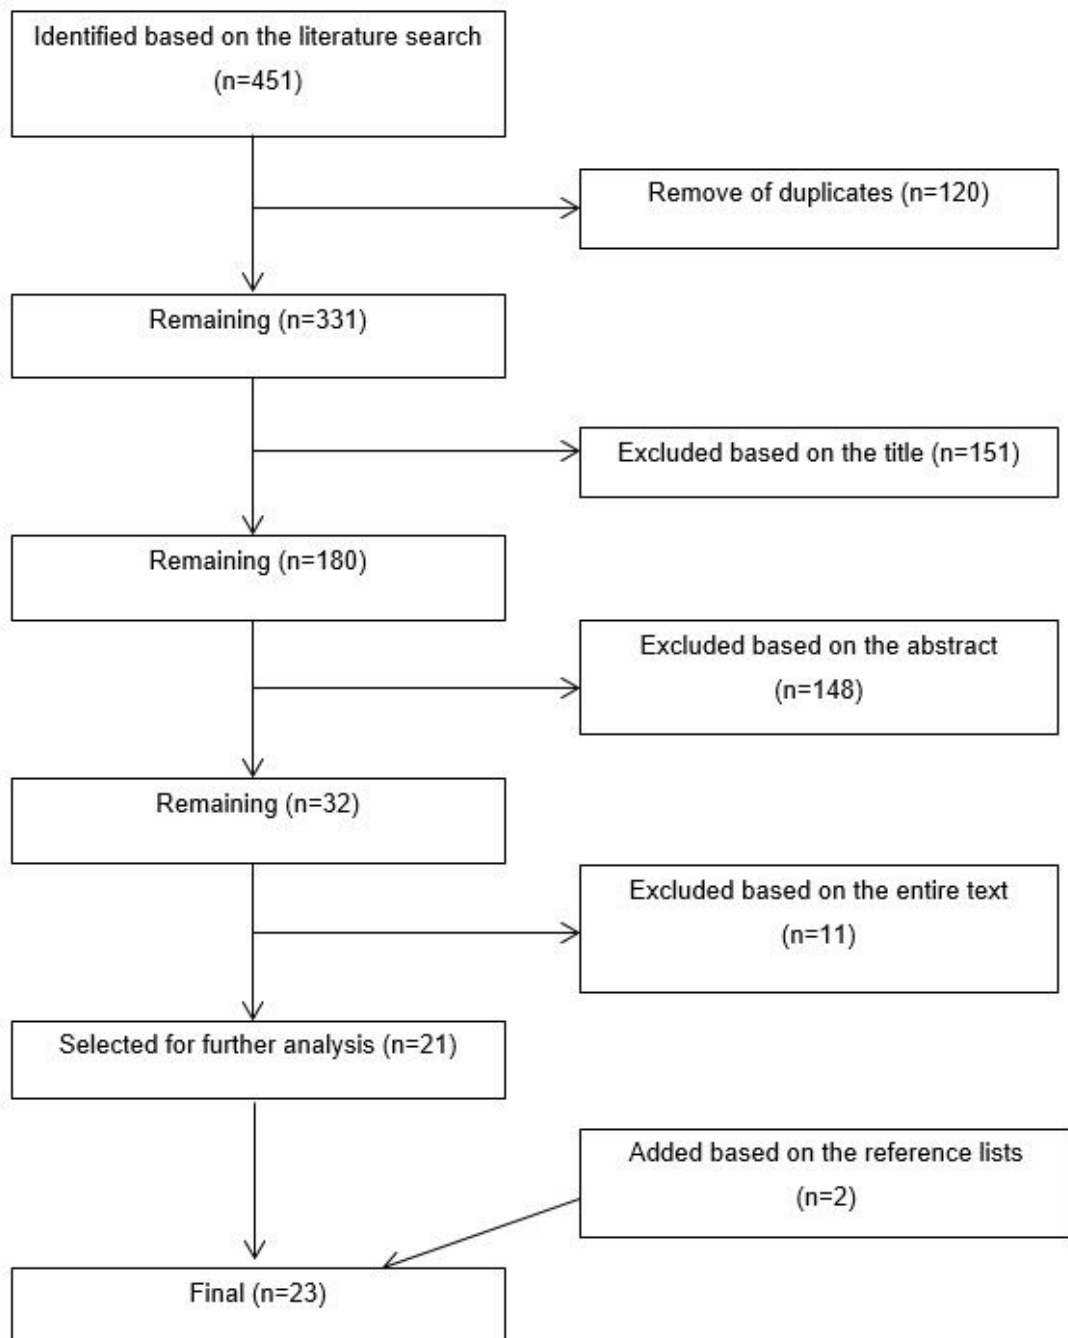 Identified based on the literature search
(n=451)
Remove of duplicates (n=120)
Remaining (n=331)
Excluded based on the title (n=151)
Remaining (n=180)
Excluded based on the abstract
(n=148)
Remaining (n=32)
Excluded based on the entire text
(n=11)
Selected for further analysis (n=21)
Added based on the reference lists
(n=2)
Final (n=23)